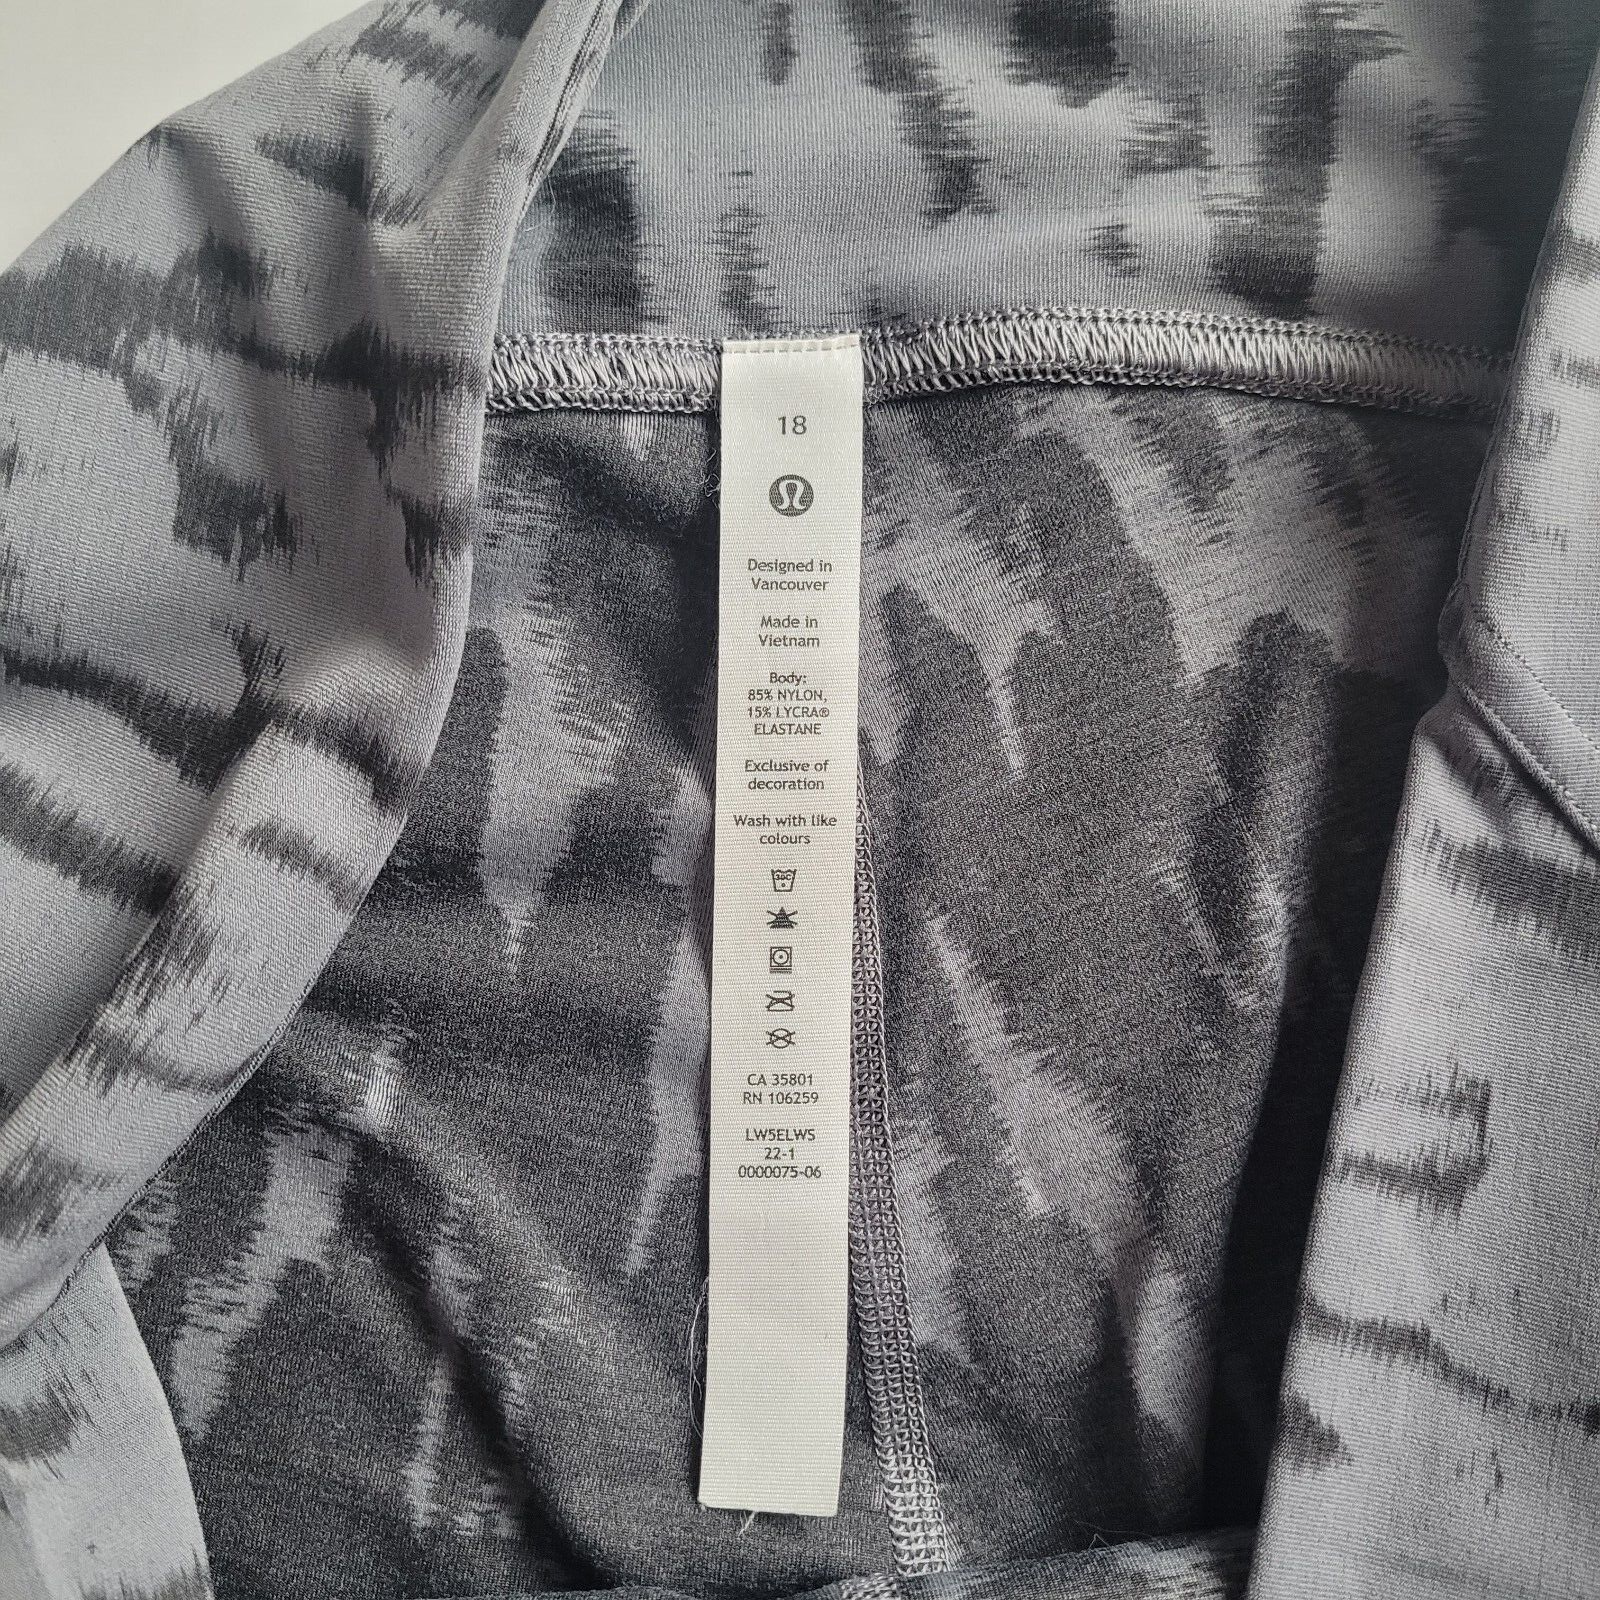 18
Designed in
Vancouver
Made in
Vietnam
Body:
85% NYLON,
15% LYCRA®
ELASTANE
Exclusive of
decoration
Wash with like
colours
CA 35801
RN 106259
LW5ELWS
22-1
0000075-06